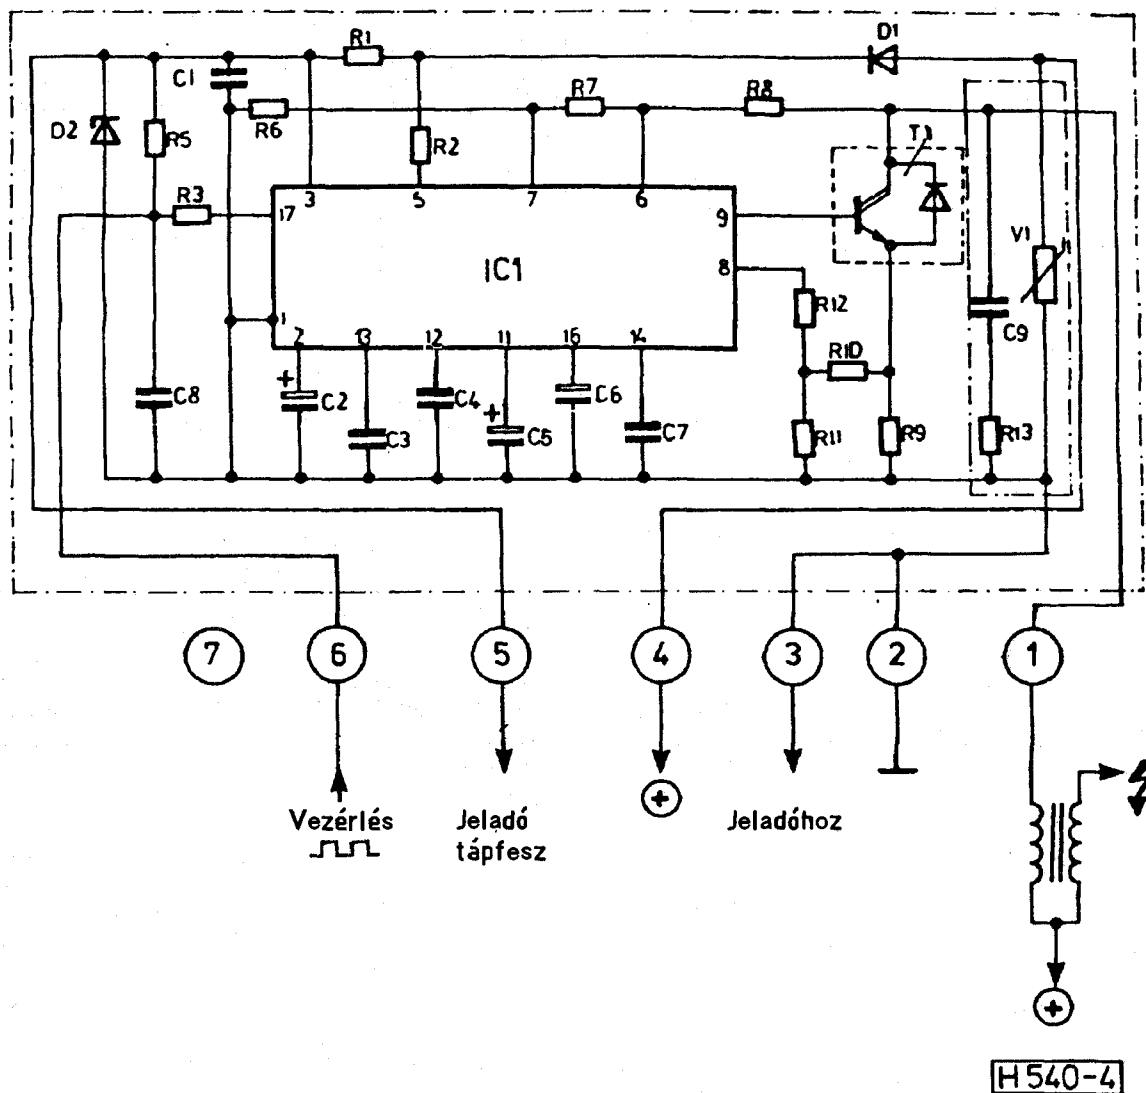 R1
D1
C1
R7
R8
R6
D2
R5
R2
T1
R3
3
5
7
6
17
9
V1
IC1
8
1
R12
C9
2
13
12
11
16
14
R10
C8
C2
C4
C6
C3
C5
C7
R11
R9
R13
7
6
5
4
3
2
1
Vezérlés
Jeladó
tápfesz
Jeladóhoz
H540-4